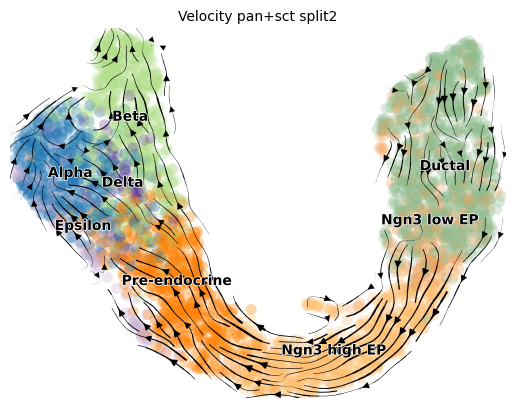 Velocity pan+sct split2
Beta
Ductal
Alpha
Delta
Ngn3 low EP
Epsilon
Pre-endocrine
Ngn3 high EP